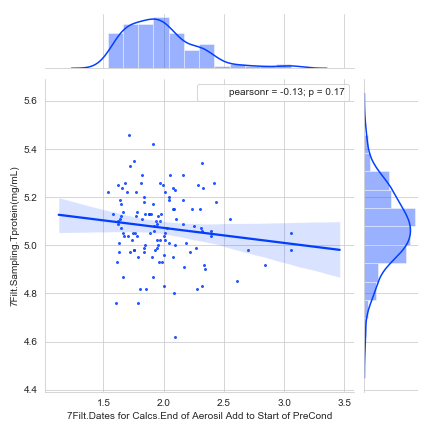 pearsonr = -0.13; p = 0.17
5.6
5.4
5.2
5.0
4.8
4.6
4.4
7Filt.Sampling.Tprotein(mg/mL)
1.5 2.0 2.5 3.0 3.5
7Filt.Dates for Calcs.End of Aerosil Add to Start of PreCond